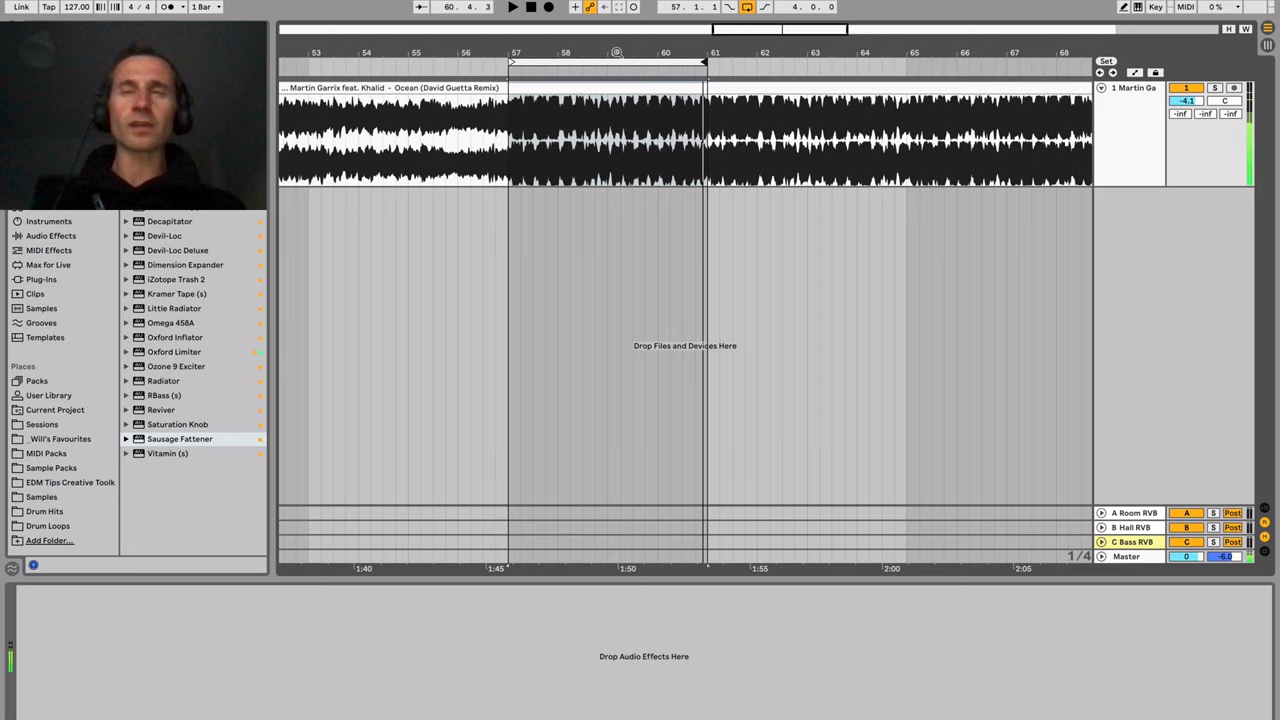 Link Tap 127.00 4 / 4 1 Bar 60. 4. 3 57. 1. 1 4. 0. 0 Key MIDI 0 %
H W
53 54 55 56 57 58 60 61 62 63 64 65 66 67 68
Set
... Martin Garrix feat. Khalid - Ocean (David Guetta Remix)
1 Martin Ga 1 S
-4.1 C
-inf -inf -inf
Instruments
Audio Effects
MIDI Effects
Max for Live
Plug-Ins
Clips
Samples
Grooves
Templates
Places
Packs
User Library
Current Project
Sessions
_Will's Favourites
MIDI Packs
Sample Packs
EDM Tips Creative Toolk
Samples
Drum Hits
Drum Loops
Add Folder...
Decapitator
Devil-Loc
Devil-Loc Deluxe
Dimension Expander
iZotope Trash 2
Kramer Tape (s)
Little Radiator
Omega 458A
Oxford Inflator
Oxford Limiter
Ozone 9 Exciter
Radiator
RBass (s)
Reviver
Saturation Knob
Sausage Fattener
Vitamin (s)
Drop Files and Devices Here
A Room RVB A S Post
B Hall RVB B S Post
C Bass RVB C S Post
1/4 Master 0 -6.0
1:40 1:45 1:50 1:55 2:00 2:05
Drop Audio Effects Here